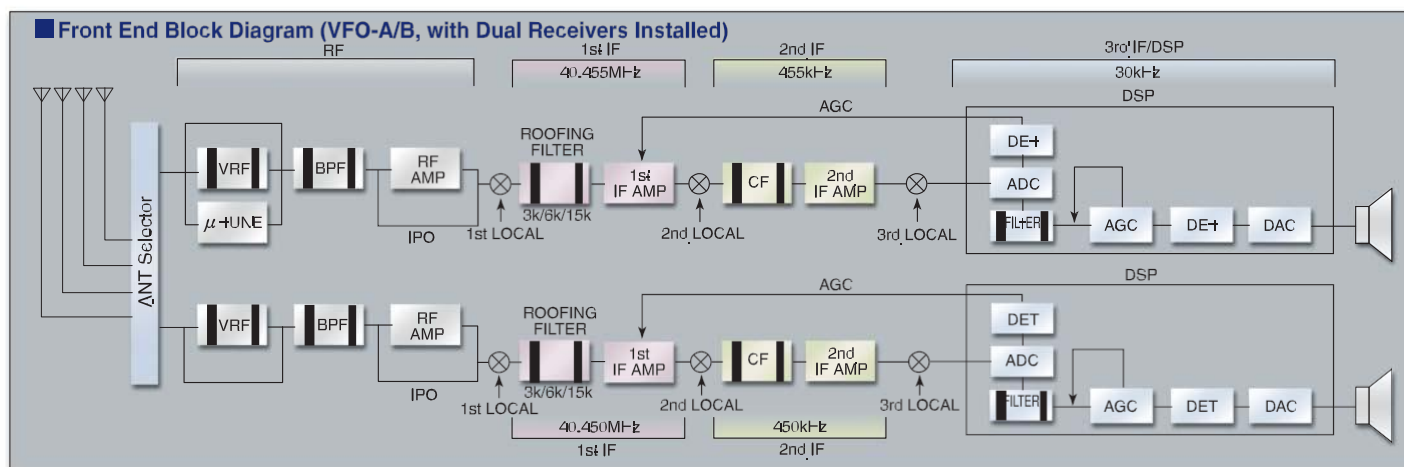 Front End Block Diagram (VFO-A/B, with Dual Receivers Installed)
RF
1st IF
40.455MHz
2nd IF
455kHz
3rd IF/DSP
30kHz
DSP
AGC
ANT Selector
VRF
μ-tUNE
BPF
RF
AMP
IPO
1st LOCAL
ROOFING
FILTER
3k/6k/15k
1st
IF AMP
2nd LOCAL
CF
2nd
IF AMP
3rd LOCAL
DEt
ADC
FILtER
AGC
DEt
DAC
DSP
AGC
VRF
BPF
RF
AMP
IPO
1st LOCAL
ROOFING
FILTER
3k/6k/15k
1st
IF AMP
2nd LOCAL
CF
2nd
IF AMP
3rd LOCAL
DET
ADC
FILTER
AGC
DET
DAC
40.450MHz
1st IF
450kHz
2nd IF